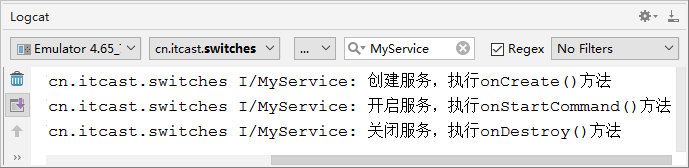 Logcat
Emulator 4.65_ cn.itcast.switches ... MyService Regex No Filters
cn.itcast.switches I/MyService: 创建服务，执行onCreate()方法
cn.itcast.switches I/MyService: 开启服务，执行onStartCommand()方法
cn.itcast.switches I/MyService: 关闭服务，执行onDestroy()方法